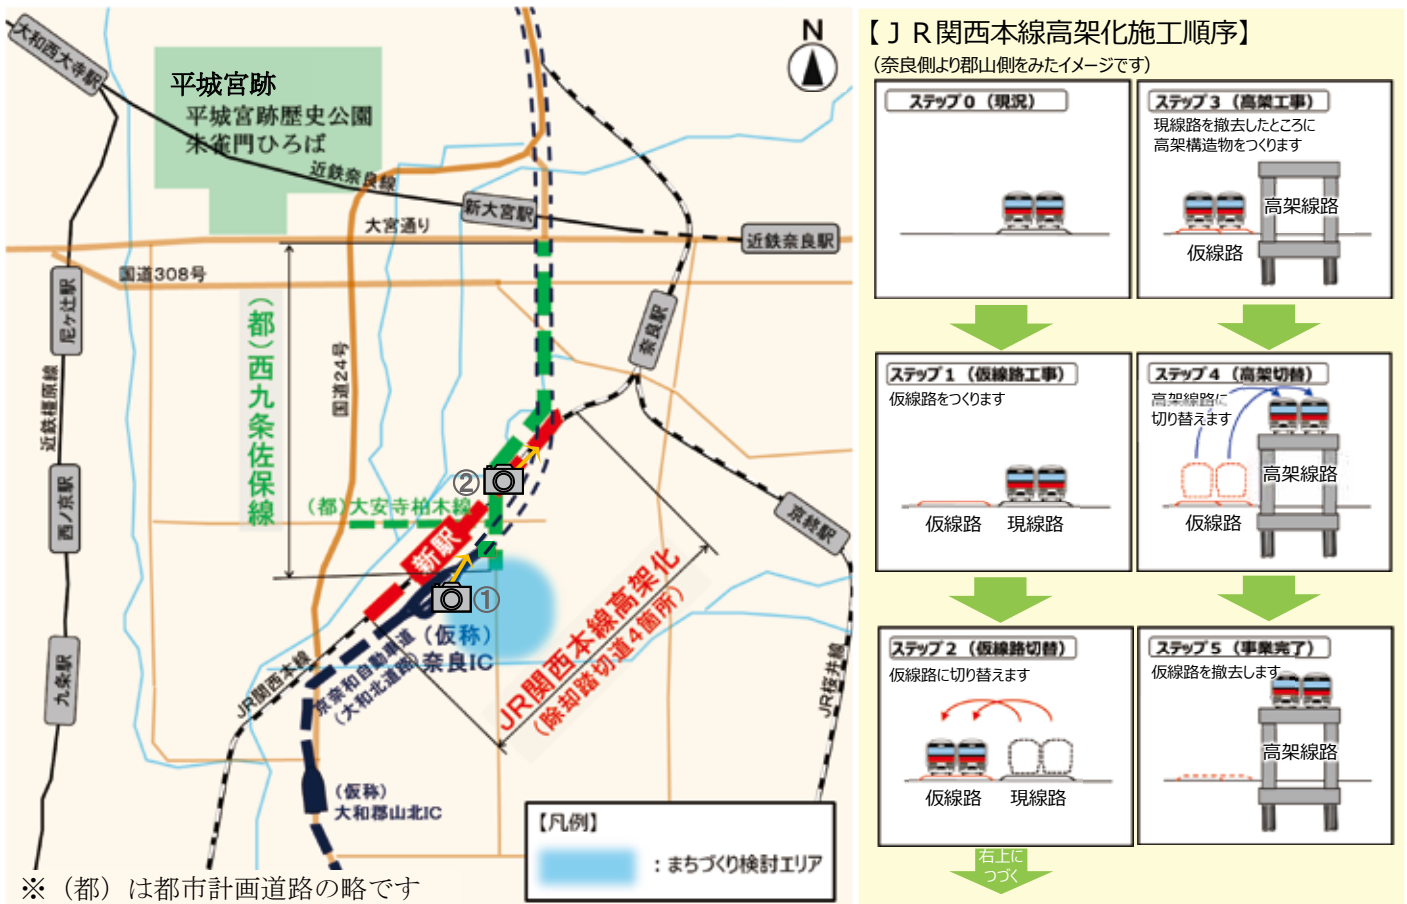 大和西大寺駅
平城宮跡
平城宮跡歴史公園
朱雀門ひろば
近鉄奈良線
新大宮駅
大宮通り
近鉄奈良駅
N
国道308号
尼ヶ辻駅
(都)西九条佐保線
国道24号
奈良駅
近鉄橿原線
西ノ京駅
②
(都)大安寺柏木線
新駅
京終駅
①
(仮称)
奈良IC
JR関西本線高架化
(除却踏切道4箇所)
九条駅
JR関西本線
京奈和自動車道
(大和北道路)
JR桜井線
(仮称)
大和郡山北IC
【凡例】
：まちづくり検討エリア
※（都）は都市計画道路の略です
【ＪＲ関西本線高架化施工順序】
（奈良側より郡山側をみたイメージです）
ステップ0（現況）
ステップ1（仮線路工事）
仮線路をつくります
仮線路
現線路
ステップ2（仮線路切替）
仮線路に切り替えます
仮線路
現線路
右上に
つづく
ステップ3（高架工事）
現線路を撤去したところに
高架構造物をつくります
高架線路
仮線路
ステップ4（高架切替）
高架線路に
切り替えます
高架線路
仮線路
ステップ5（事業完了）
仮線路を撤去します
高架線路